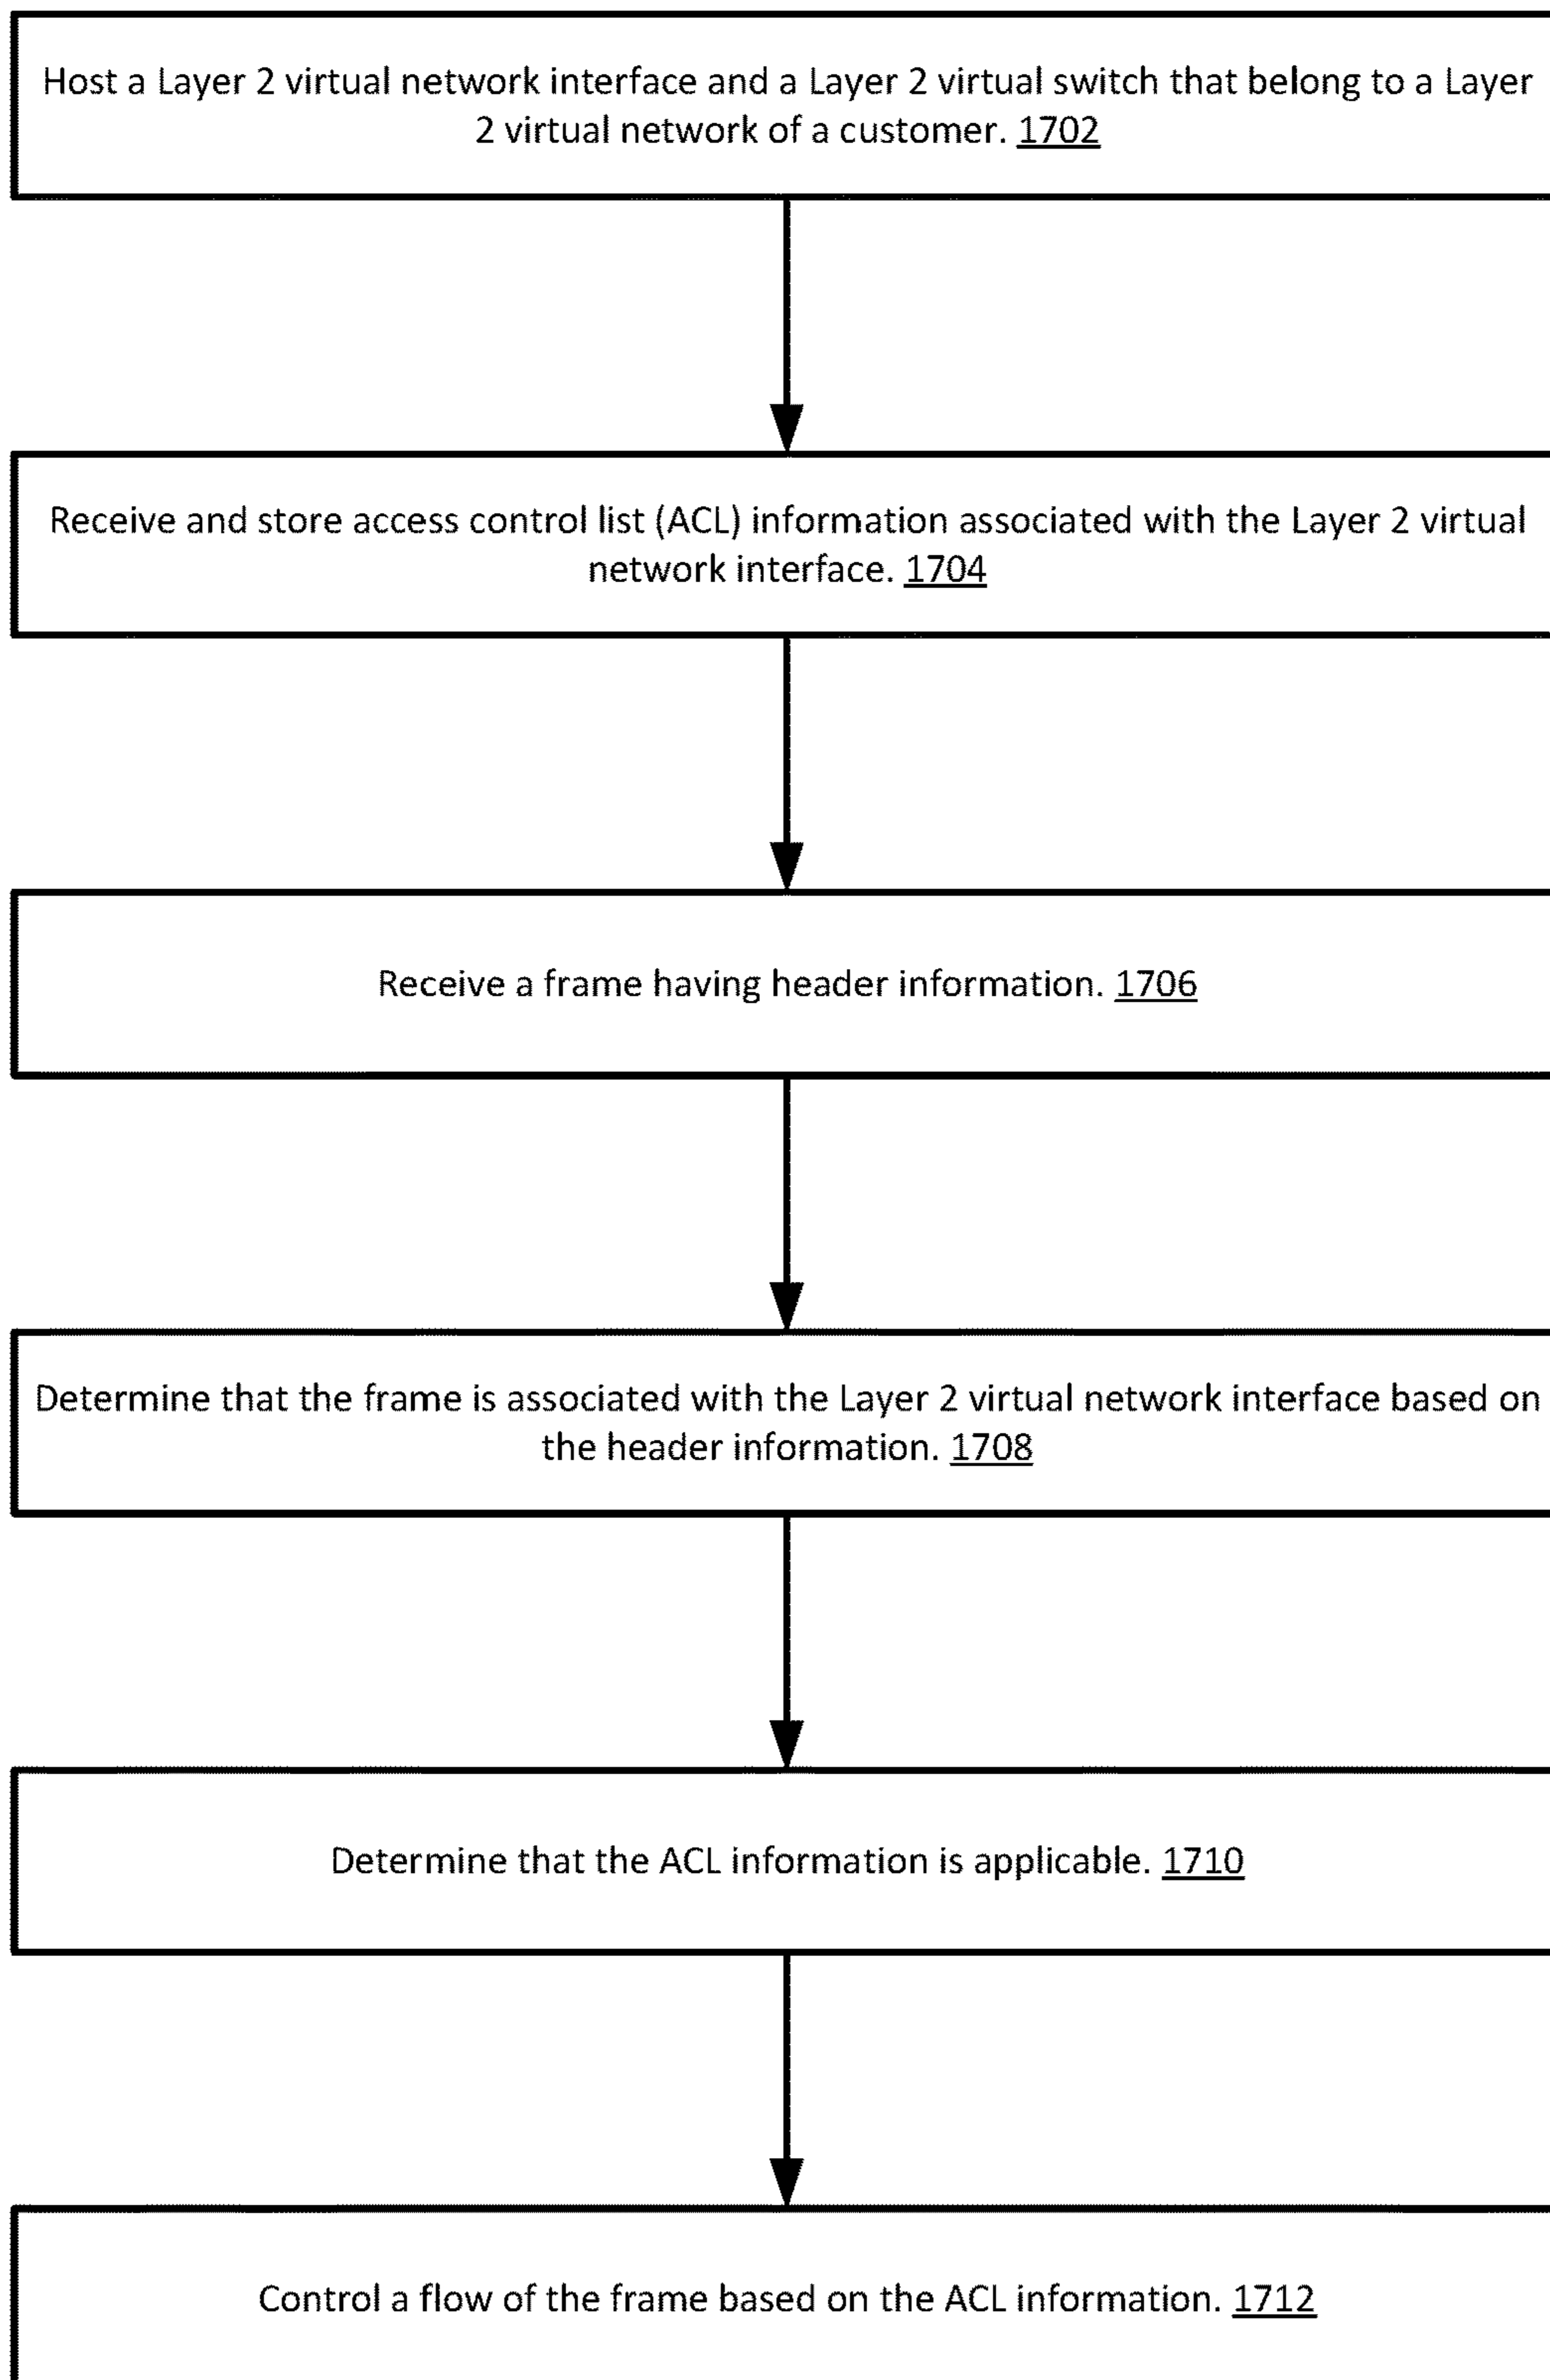 Host a Layer 2 virtual network interface and a Layer 2 virtual switch that belong to a Layer
2 virtual network of a customer. 1702
Receive and store access control list (ACL) information associated with the Layer 2 virtual
network interface. 1704
Receive a frame having header information. 1706
Determine that the frame is associated with the Layer 2 virtual network interface based on
the header information. 1708
Determine that the ACL information is applicable. 1710
Control a flow of the frame based on the ACL information. 1712